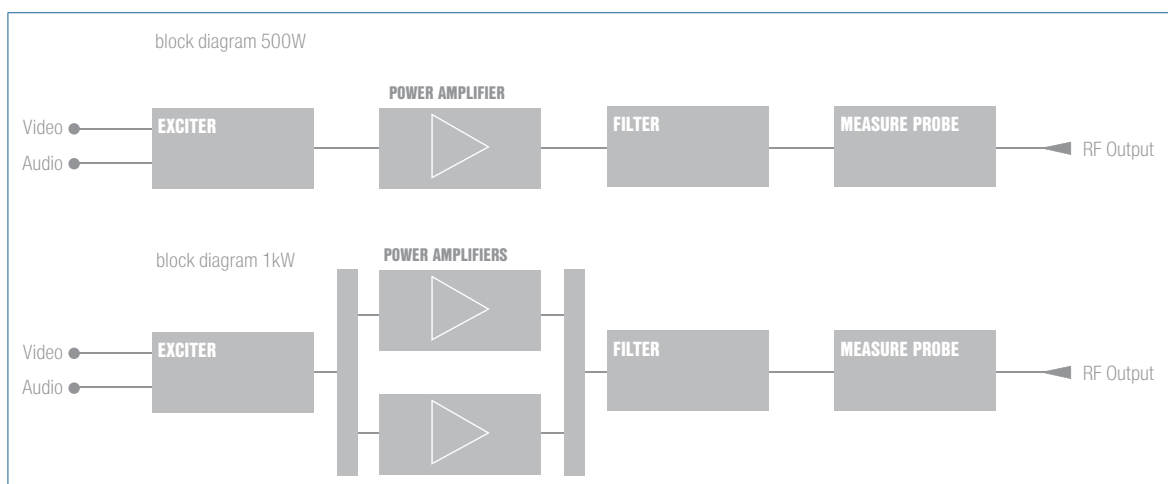 block diagram 500W
POWER AMPLIFIER
Video
EXCITER
FILTER
MEASURE PROBE
Audio
RF Output
block diagram 1kW
POWER AMPLIFIERS
Video
EXCITER
FILTER
MEASURE PROBE
Audio
RF Output